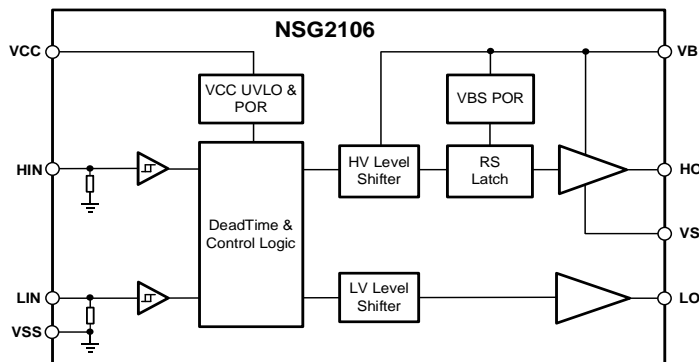 NSG2106
VCC
VB
VCC UVLO &
POR
VBS POR
HIN
HV Level
Shifter
RS
Latch
HO
DeadTime &
Control Logic
VS
LIN
LV Level
Shifter
LO
VSS